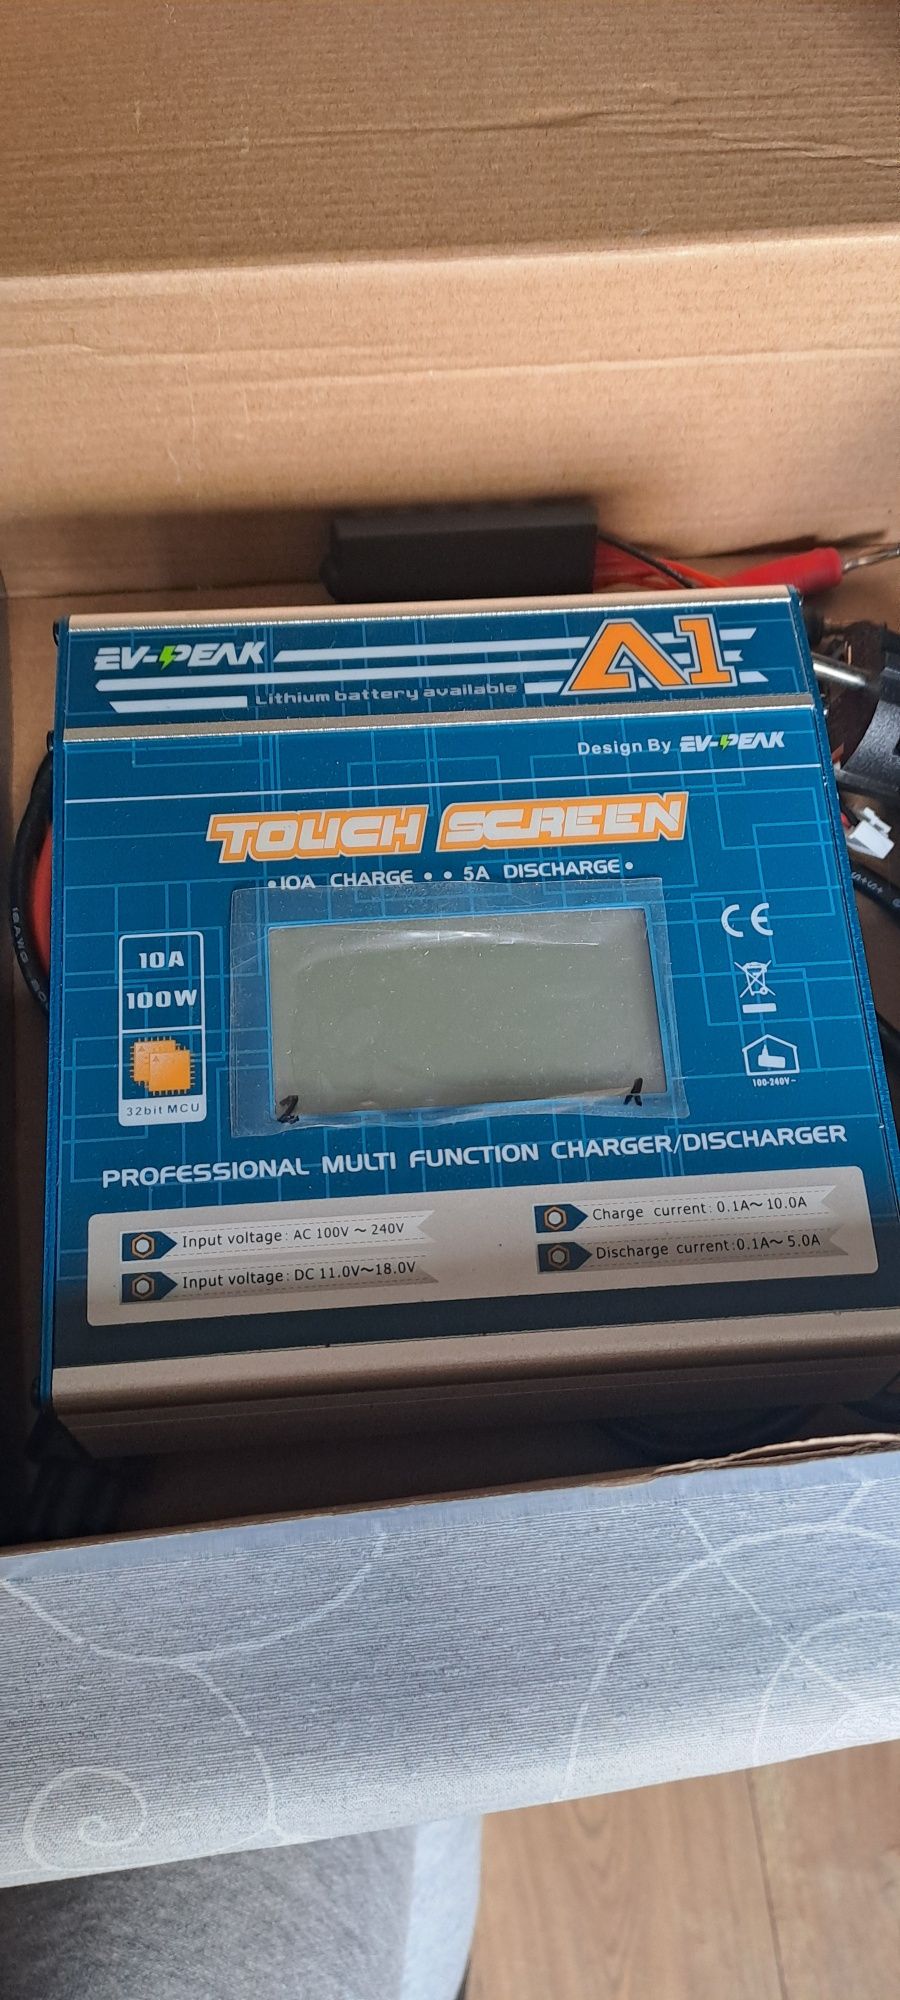 EV-PEAK
A1
Lithium battery available
Design By EV-PEAK
TOUCH SCREEN
•10A CHARGE • • 5A DISCHARGE•
10A
100W
32bit MCU
CE
100-240V~
2
1
PROFESSIONAL MULTI FUNCTION CHARGER/DISCHARGER
Input voltage: AC 100V ~ 240V
Input voltage: DC 11.0V~18.0V
Charge current: 0.1A~ 10.0A
Discharge current:0.1A~ 5.0A